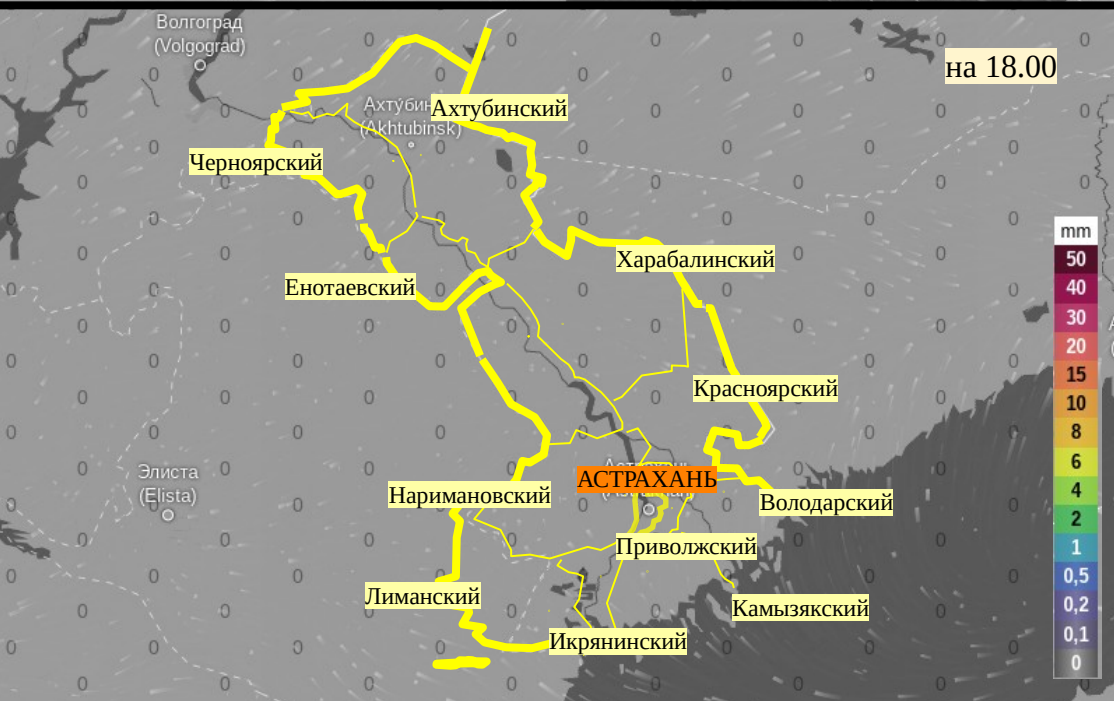 Волгоград
(Volgograd)
на 18.00
Ахтубинский
(Akhtubinsk)
Черноярский
Харабалинский
Енотаевский
mm
50
40
30
20
15
10
8
6
4
2
1
0,5
0,2
0,1
0
Красноярский
Элиста
(Elista)
АСТРАХАНЬ
Наримановский
Володарский
Приволжский
Лиманский
Камызякский
Икрянинский